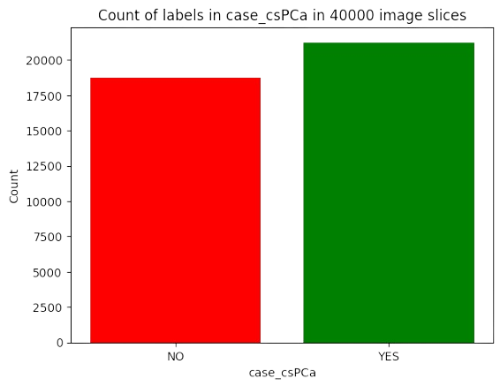 Count of labels in case_csPCa in 40000 image slices
20000
17500
15000
12500
10000
7500
5000
2500
0
Count
NO YES
case_csPCa